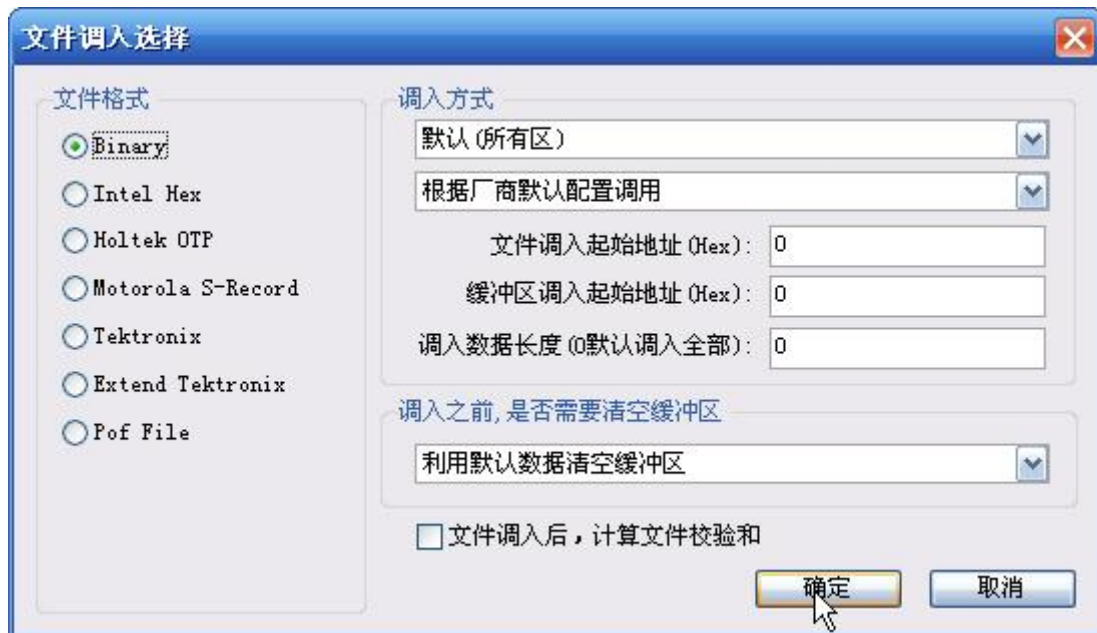 文件调入选择
文件格式
Binary
Intel Hex
Holtek OTP
Motorola S-Record
Tektronix
Extend Tektronix
Pof File
调入方式
默认(所有区)
根据厂商默认配置调用
文件调入起始地址(Hex): 0
缓冲区调入起始地址(Hex): 0
调入数据长度(0默认调入全部): 0
调入之前,是否需要清空缓冲区
利用默认数据清空缓冲区
文件调入后，计算文件校验和
确定 取消